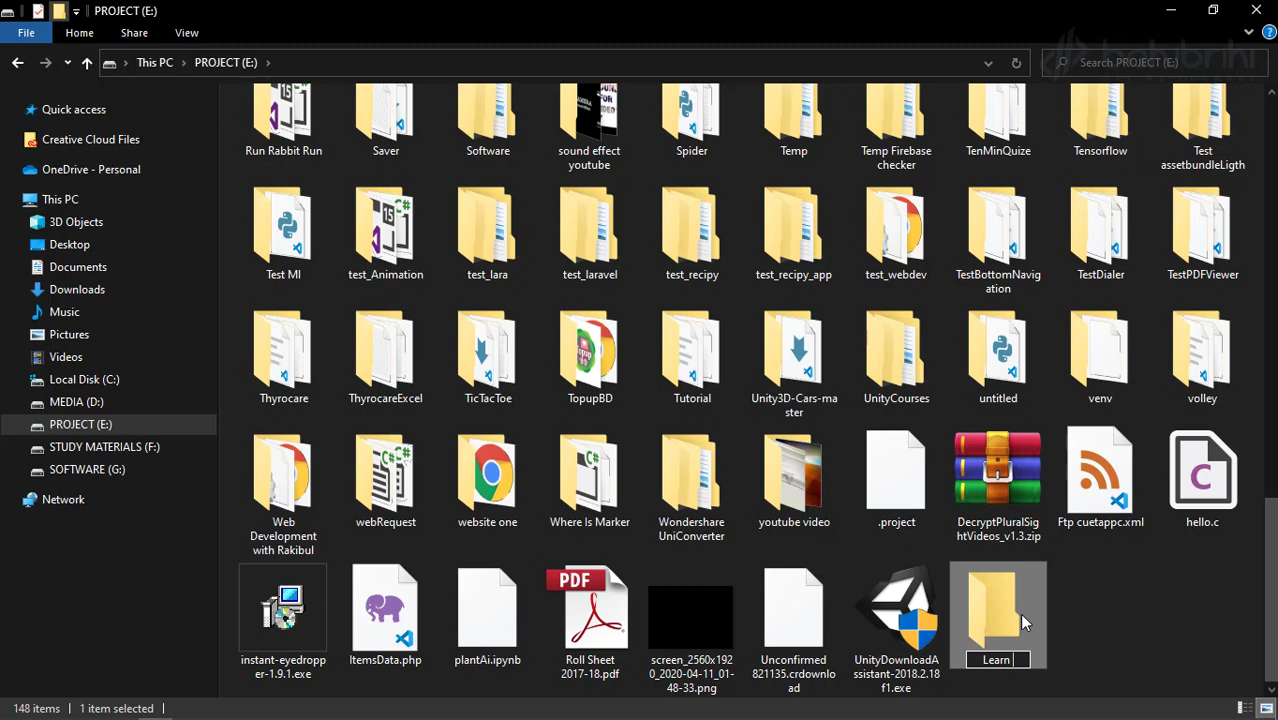 PROJECT (E:)
File Home Share View
This PC > PROJECT (E:) >
Search PROJECT (E:)
Quick access
Creative Cloud Files
OneDrive - Personal
This PC
3D Objects
Desktop
Documents
Downloads
Music
Pictures
Videos
Local Disk (C:)
MEDIA (D:)
PROJECT (E:)
STUDY MATERIALS (F:)
SOFTWARE (G:)
Network
Run Rabbit Run
Saver
Software
sound effect
youtube
Spider
Temp
Temp Firebase
checker
TenMinQuize
Tensorflow
Test
assetbundleLigth
Test Ml
test_Animation
test_lara
test_laravel
test_recipy
test_recipy_app
test_webdev
TestBottomNavig
ation
TestDialer
TestPDFViewer
Thyrocare
ThyrocareExcel
TicTacToe
TopupBD
Tutorial
Unity3D-Cars-ma
ster
UnityCourses
untitled
venv
volley
Web
Development
with Rakibul
webRequest
website one
Where Is Marker
Wondershare
UniConverter
youtube video
.project
DecryptPluralSig
htVideos_v1.3.zip
Ftp cuetappc.xml
hello.c
instant-eyedropp
er-1.9.1.exe
ItemsData.php
plantAi.ipynb
Roll Sheet
2017-18.pdf
screen_2560x192
0_2020-04-11_01-
48-33.png
Unconfirmed
821135.crdownlo
ad
UnityDownloadA
ssistant-2018.2.18
f1.exe
Learn
148 items 1 item selected